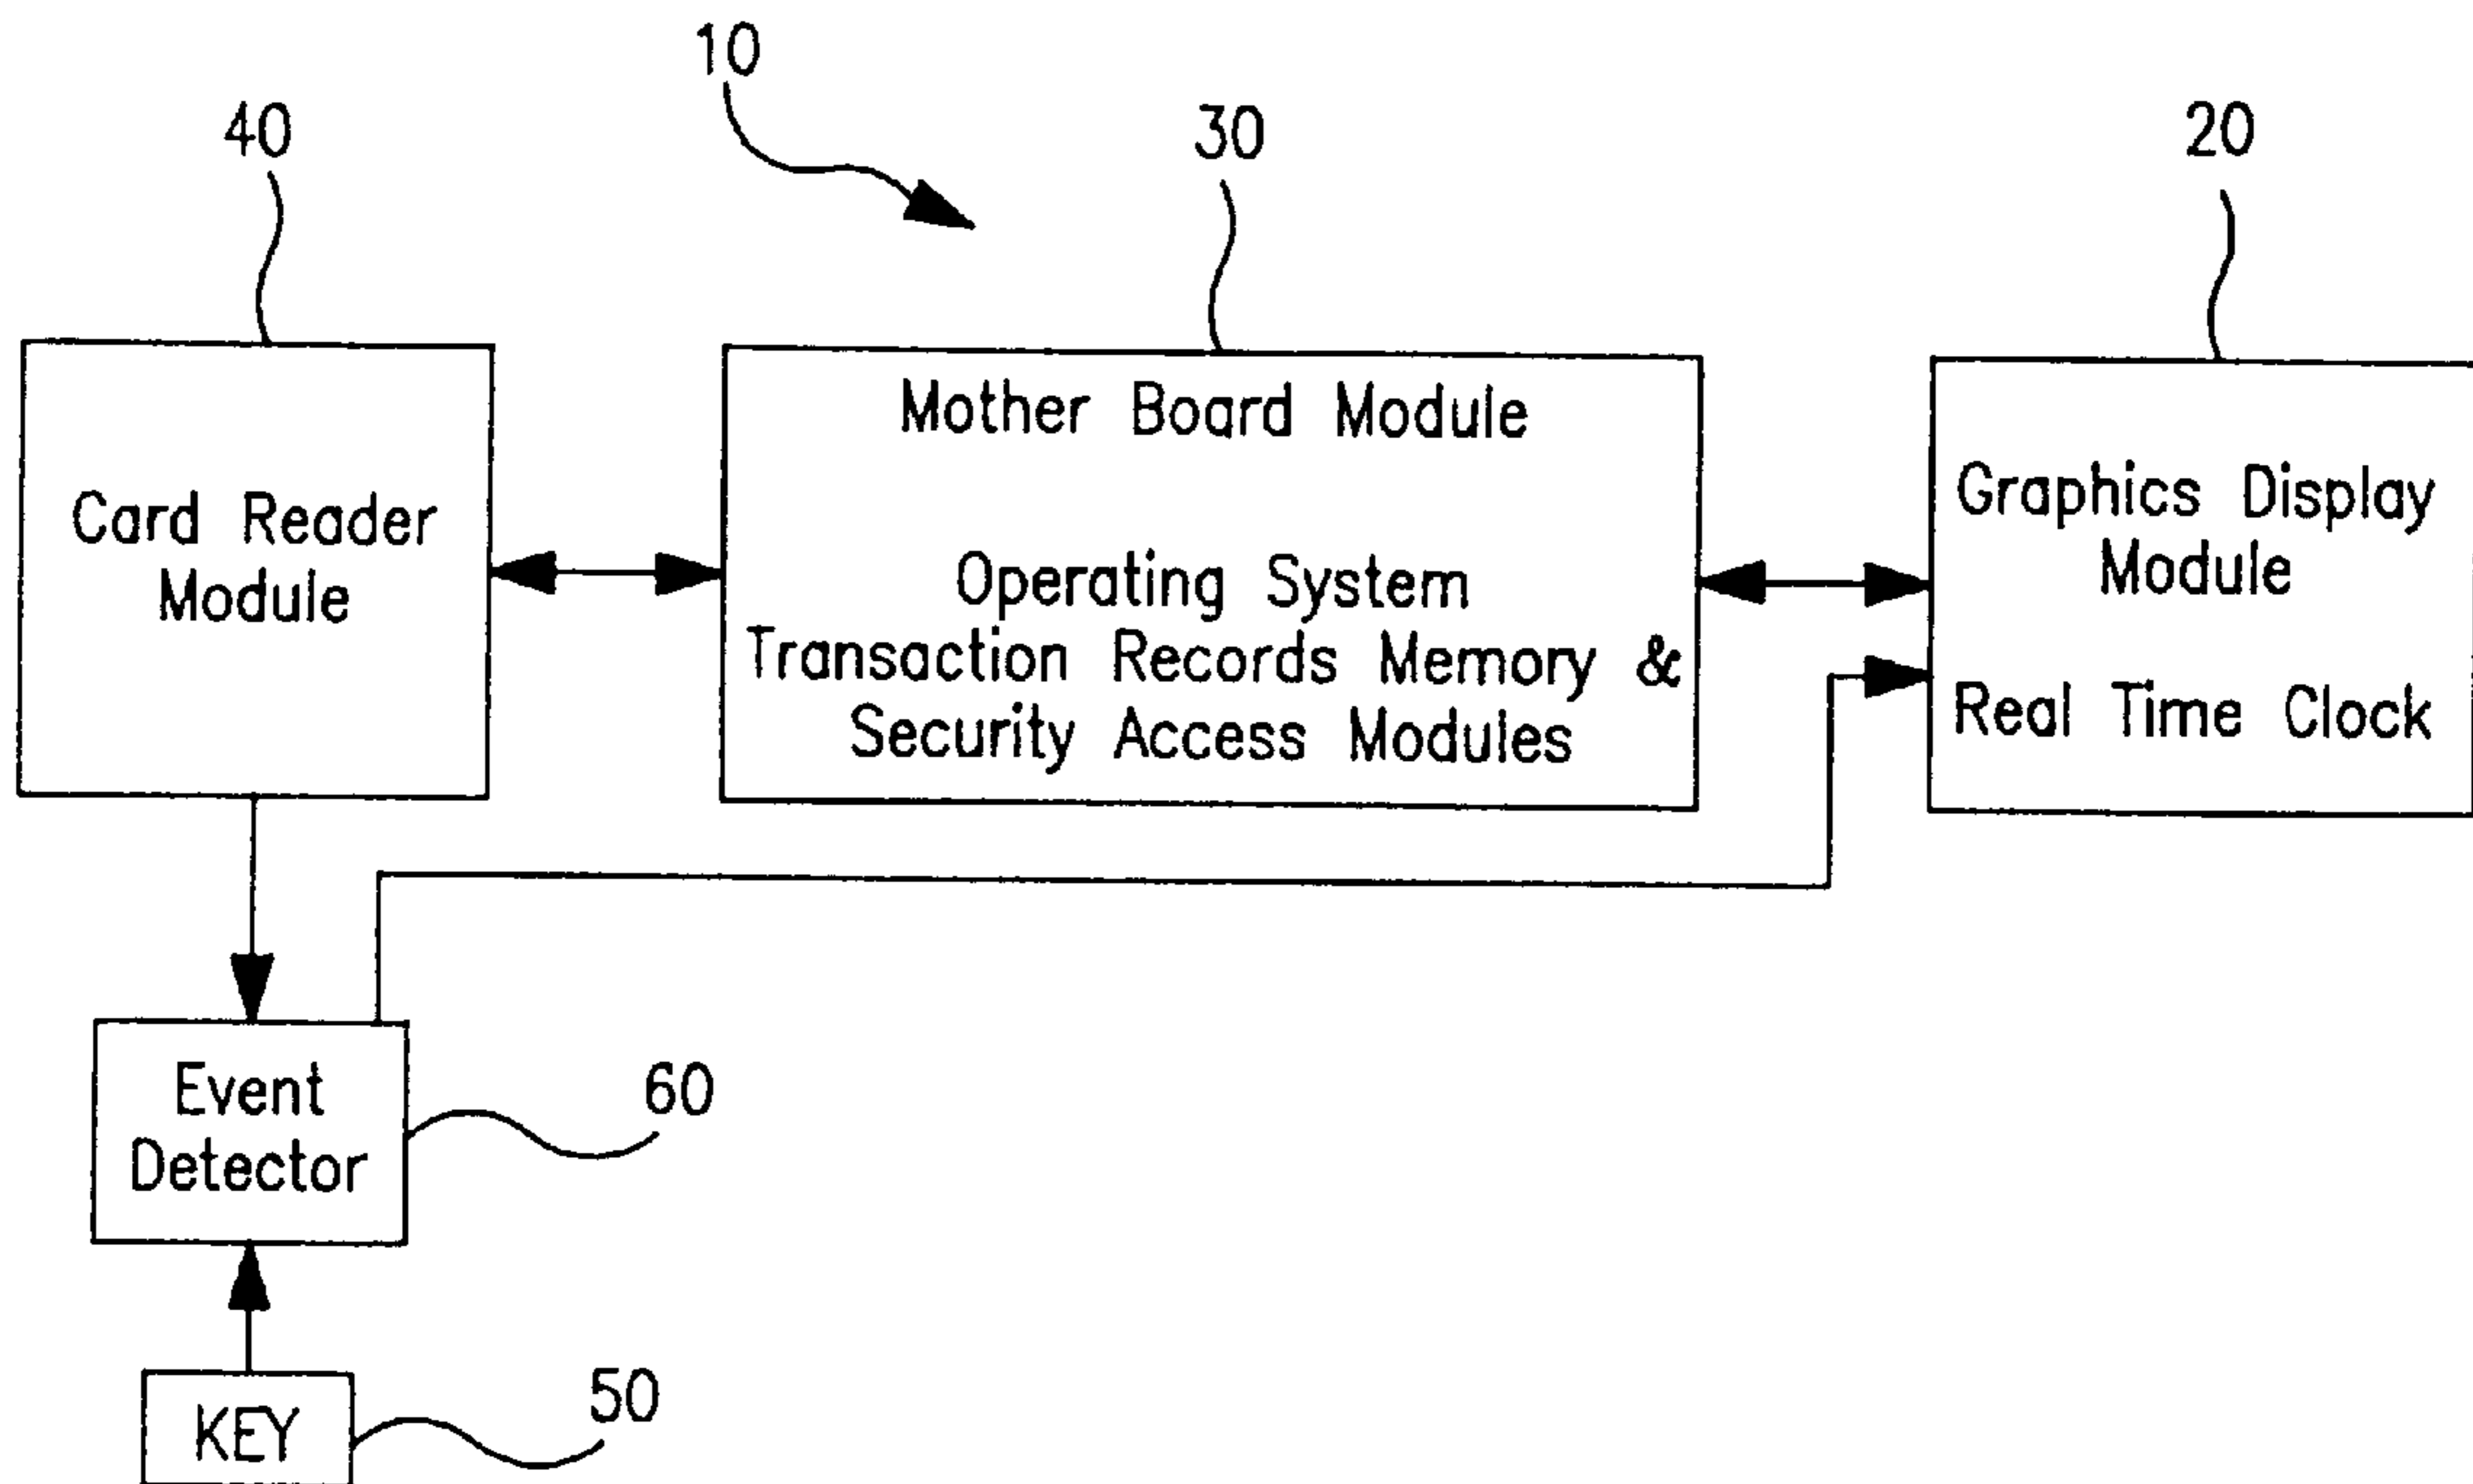 10
40
30
20
Card Reader
Module
Mother Board Module
Operating System
Transaction Records Memory &
Security Access Modules
Graphics Display
Module
Real Time Clock
Event
Detector
60
KEY
50